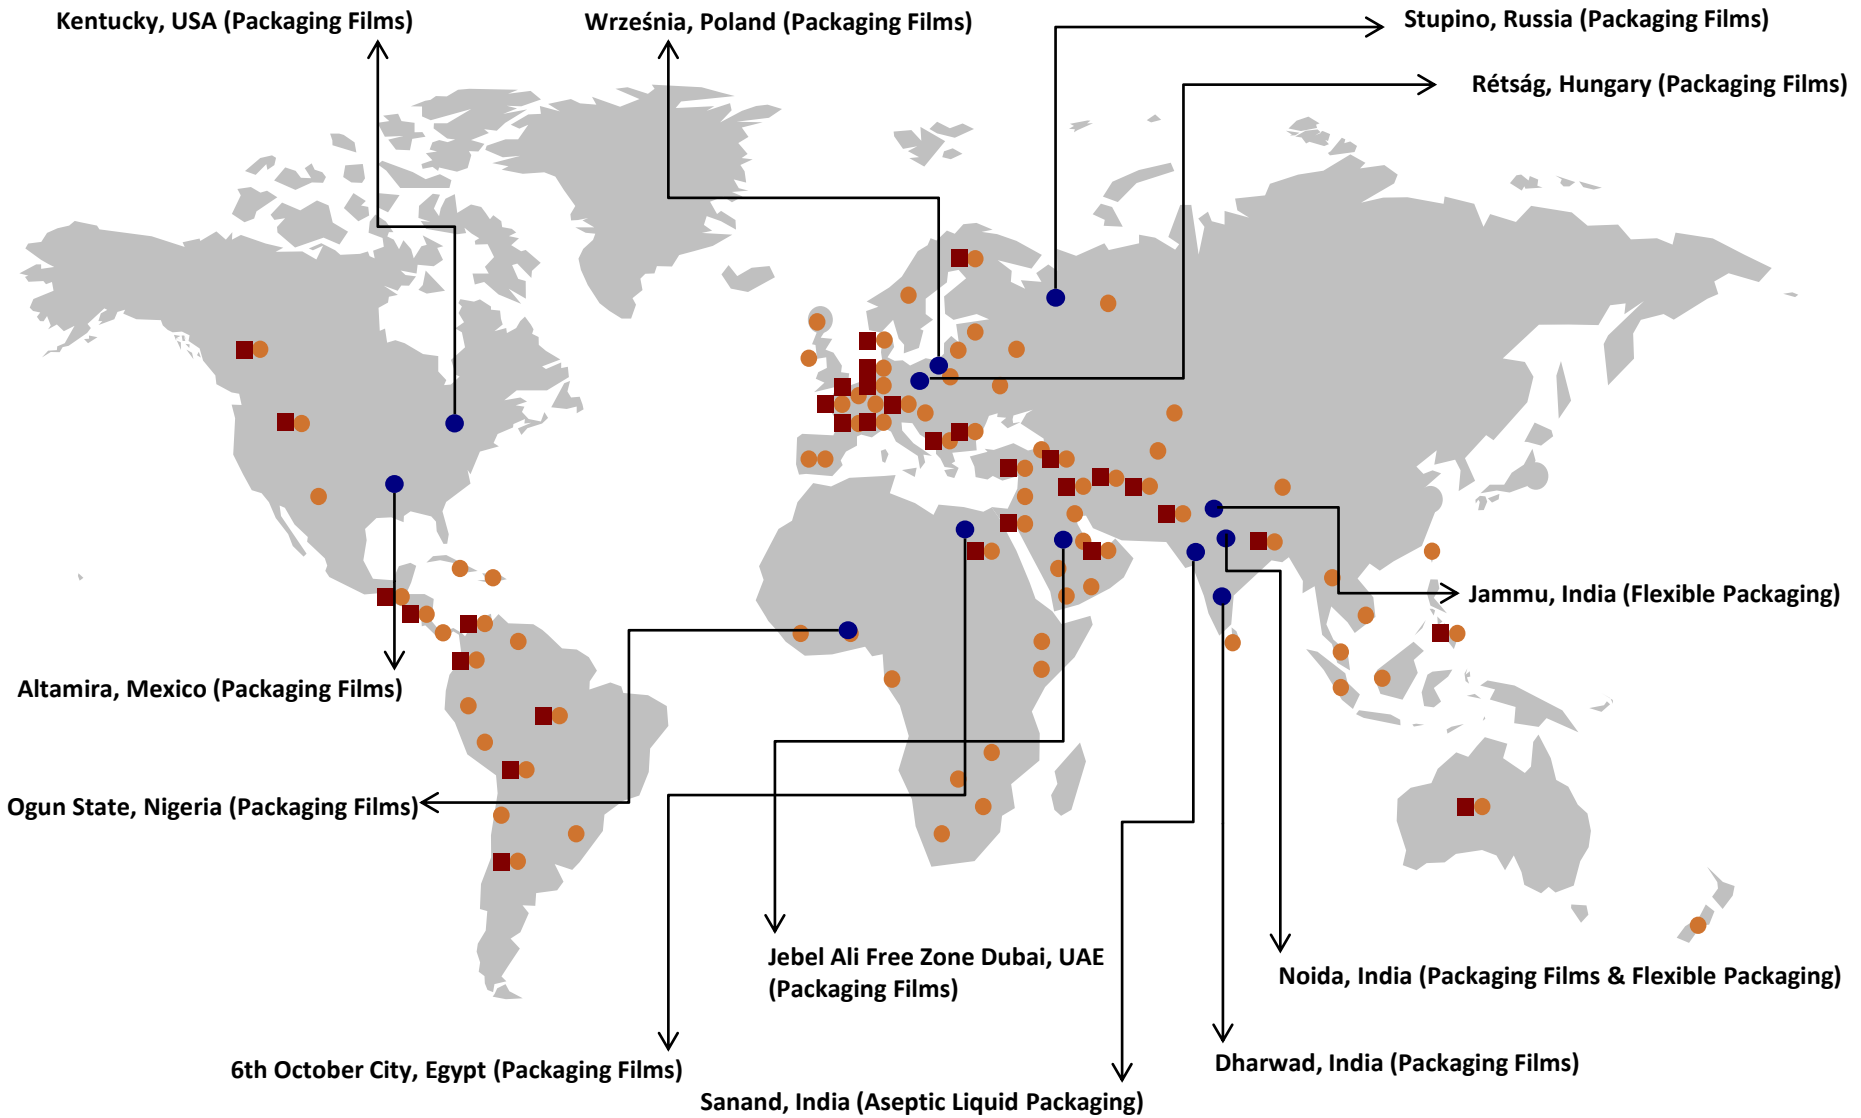 Kentucky, USA (Packaging Films)
Września, Poland (Packaging Films)
Stupino, Russia (Packaging Films)
Rétság, Hungary (Packaging Films)
Jammu, India (Flexible Packaging)
Altamira, Mexico (Packaging Films)
Ogun State, Nigeria (Packaging Films)
Jebel Ali Free Zone Dubai, UAE
(Packaging Films)
Noida, India (Packaging Films & Flexible Packaging)
6th October City, Egypt (Packaging Films)
Dharwad, India (Packaging Films)
Sanand, India (Aseptic Liquid Packaging)